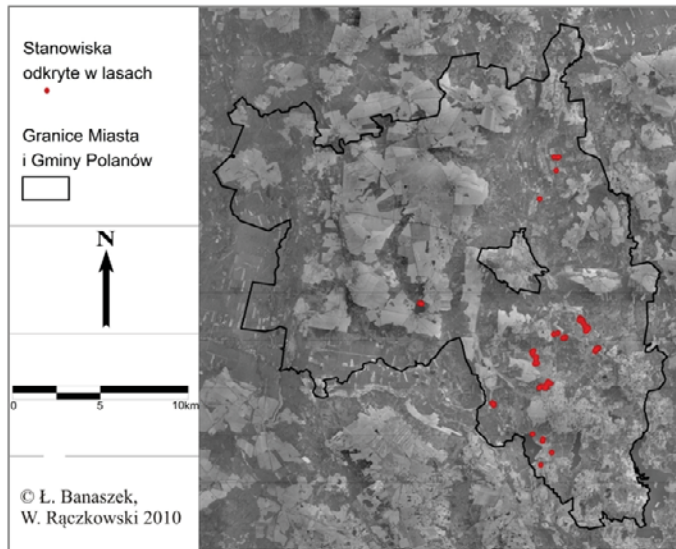 Stanowiska
odkryte w lasach
Granice Miasta
i Gminy Polanów
N
0 5 10km
© Ł. Banaszek,
W. Rączkowski 2010